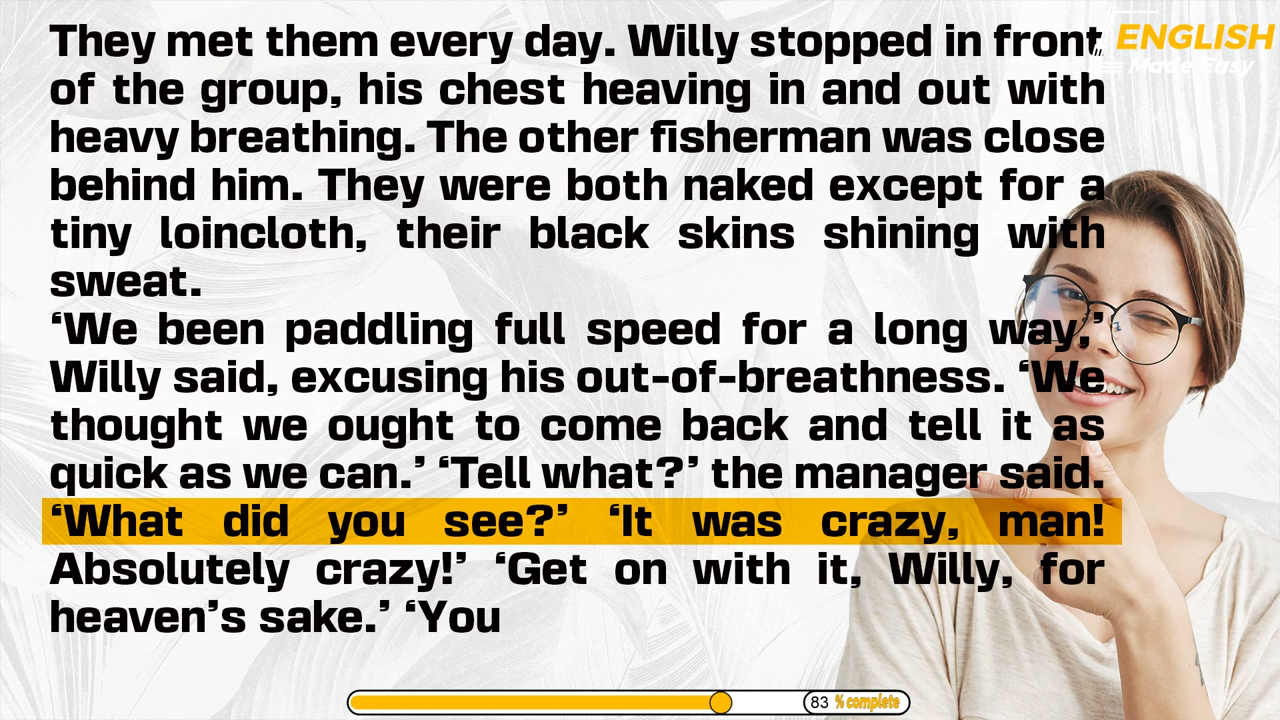 They met them every day. Willy stopped in front
of the group, his chest heaving in and out with
heavy breathing. The other fisherman was close
behind him. They were both naked except for a
tiny loincloth, their black skins shining with
sweat.
‘We been paddling full speed for a long way,’
Willy said, excusing his out-of-breathness. ‘We
thought we ought to come back and tell it as
quick as we can.’ ‘Tell what?’ the manager said.
‘What did you see?’ ‘It was crazy, man!
Absolutely crazy!’ ‘Get on with it, Willy, for
heaven’s sake.’ ‘You
ENGLISH
Made Easy
83 % complete